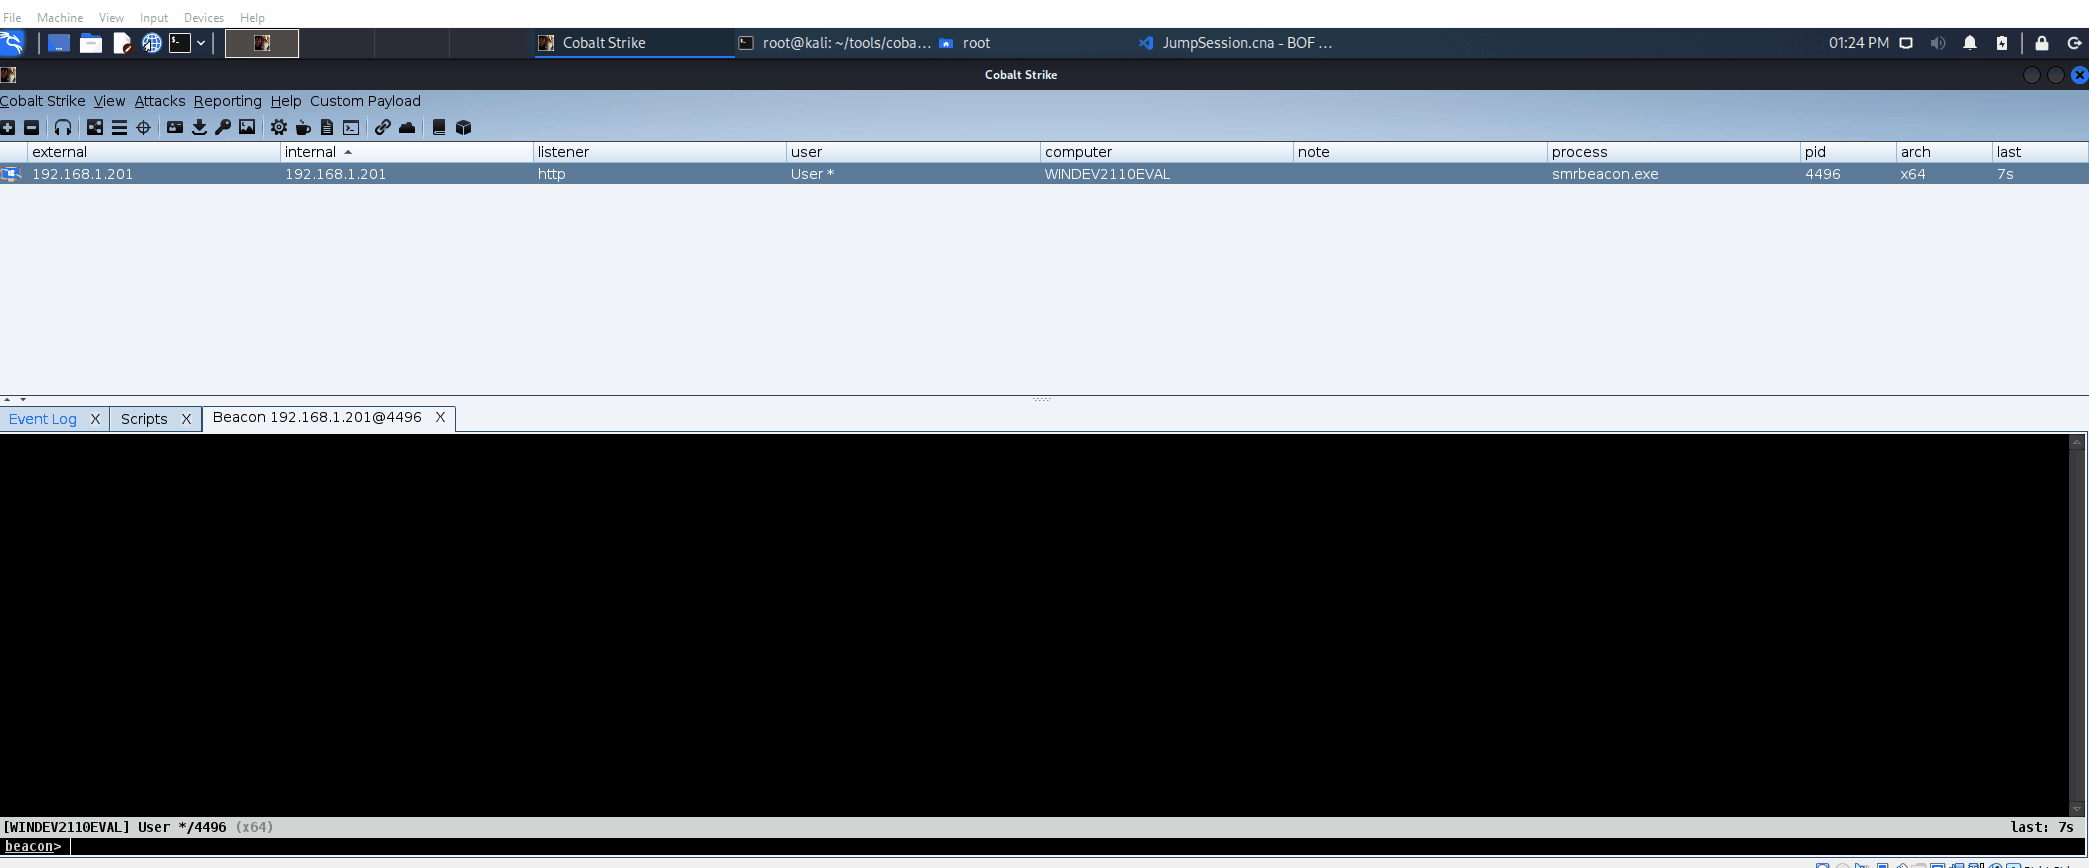 File Machine View Input Devices Help
Cobalt Strike root@kali: ~/tools/coba... root JumpSession.cna - BOF ... 01:24 PM
Cobalt Strike
Cobalt Strike View Attacks Reporting Help Custom Payload
external internal listener user computer note process pid arch last
192.168.1.201 192.168.1.201 http User * WINDEV2110EVAL smrbeacon.exe 4496 x64 7s
Event Log X Scripts X Beacon 192.168.1.201@4496 X
[WINDEV2110EVAL] User */4496 (x64) last: 7s
beacon>